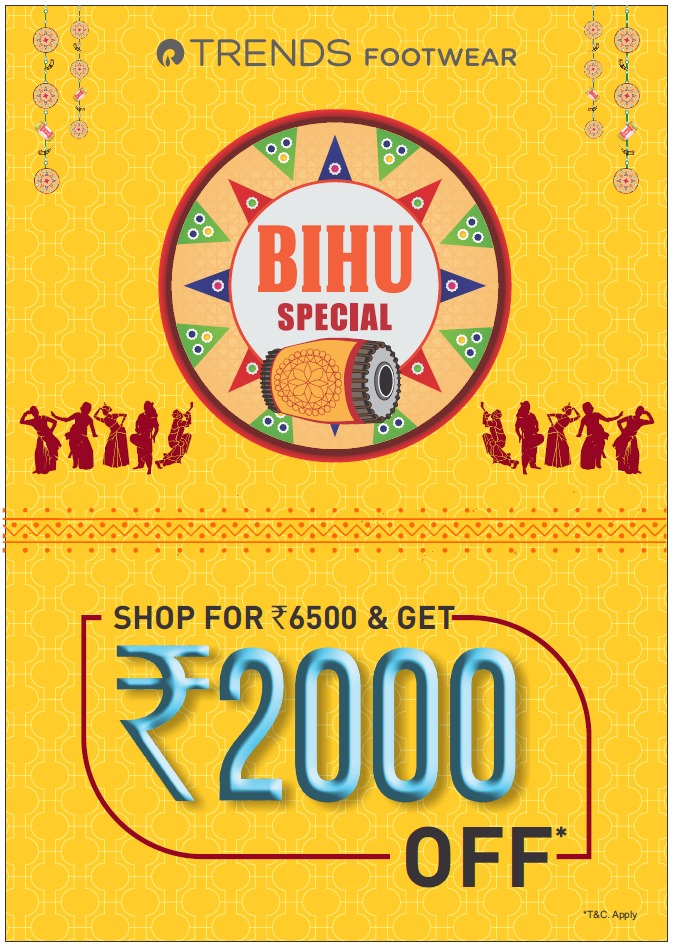 TRENDS FOOTWEAR
BIHU
SPECIAL
SHOP FOR ₹6500 & GET
₹2000
OFF*
*T&C. Apply